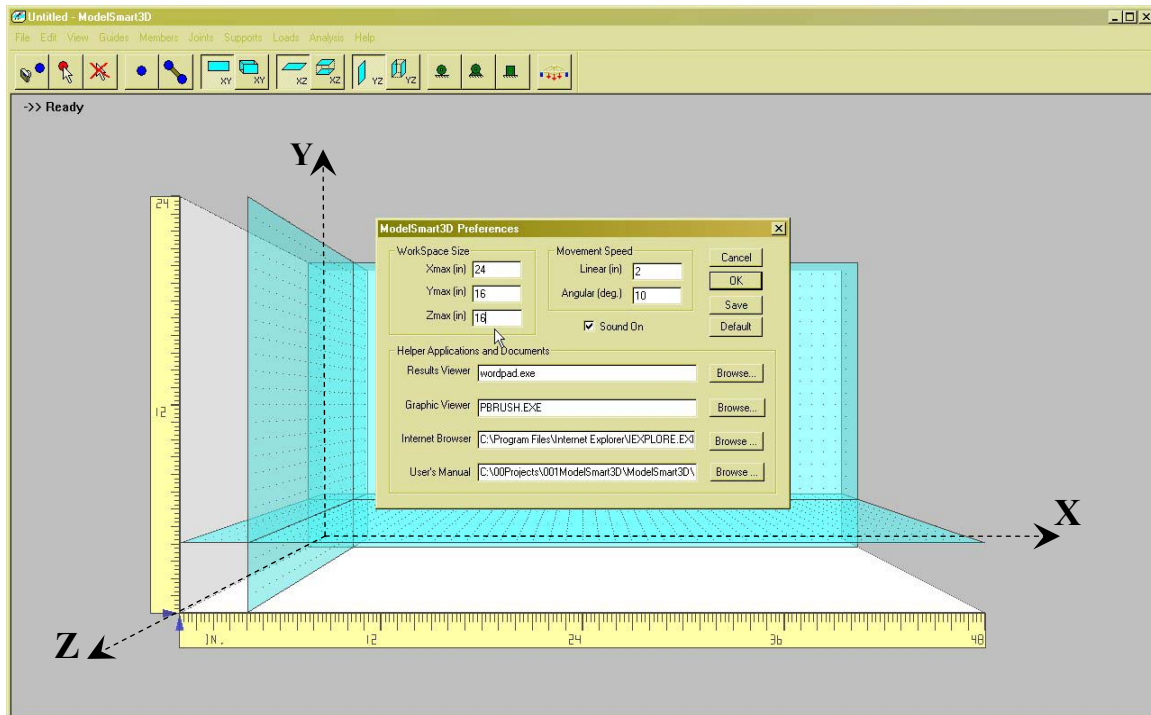 Untitled - ModelSmart3D
File Edit View Guides Members Joints Supports Loads Analysis Help
XY XY XZ XZ YZ YZ
->> Ready
Y
24
ModelSmart3D Preferences
WorkSpace Size
Xmax (in) 24
Ymax (in) 16
Zmax (in) 16
Movement Speed
Linear (in) 2
Angular (deg.) 10
Sound On
Cancel
OK
Save
Default
Helper Applications and Documents
Results Viewer wordpad.exe Browse...
Graphic Viewer PBRUSH.EXE Browse...
Internet Browser C:\Program Files\Internet Explorer\IEXPLORE.EXE Browse ...
User's Manual C:\00Projects\001ModelSmart3D\ModelSmart3D\ Browse ...
12
X
Z
IN. 12 24 36 48